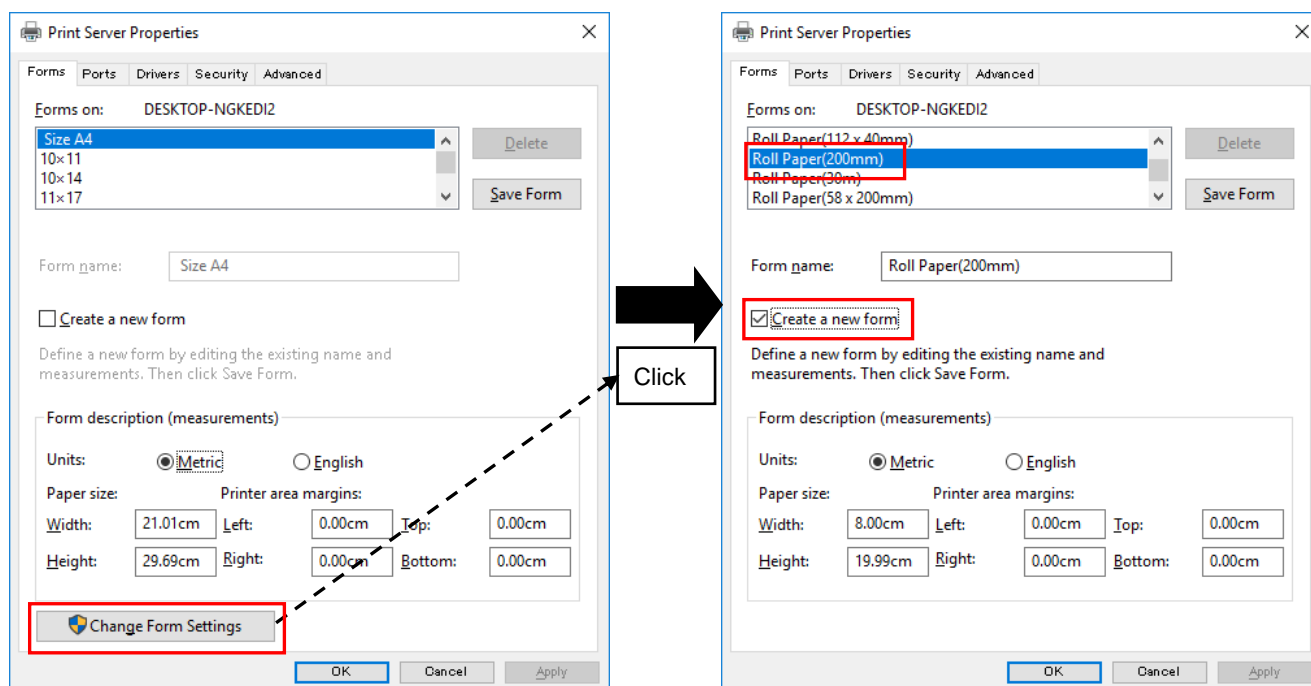 Print Server Properties
Forms Ports Drivers Security Advanced
Forms on: DESKTOP-NGKEDI2
Size A4
10×11
10×14
11×17
Delete
Save Form
Form name: Size A4
Create a new form
Define a new form by editing the existing name and
measurements. Then click Save Form.
Form description (measurements)
Units: Metric English
Paper size: Printer area margins:
Width: 21.01cm Left: 0.00cm Top: 0.00cm
Height: 29.69cm Right: 0.00cm Bottom: 0.00cm
Change Form Settings
OK Cancel Apply
Click
Print Server Properties
Forms Ports Drivers Security Advanced
Forms on: DESKTOP-NGKEDI2
Roll Paper(112 x 40mm)
Roll Paper(200mm)
Roll Paper(30m)
Roll Paper(58 x 200mm)
Delete
Save Form
Form name: Roll Paper(200mm)
Create a new form
Define a new form by editing the existing name and
measurements. Then click Save Form.
Form description (measurements)
Units: Metric English
Paper size: Printer area margins:
Width: 8.00cm Left: 0.00cm Top: 0.00cm
Height: 19.99cm Right: 0.00cm Bottom: 0.00cm
OK Cancel Apply